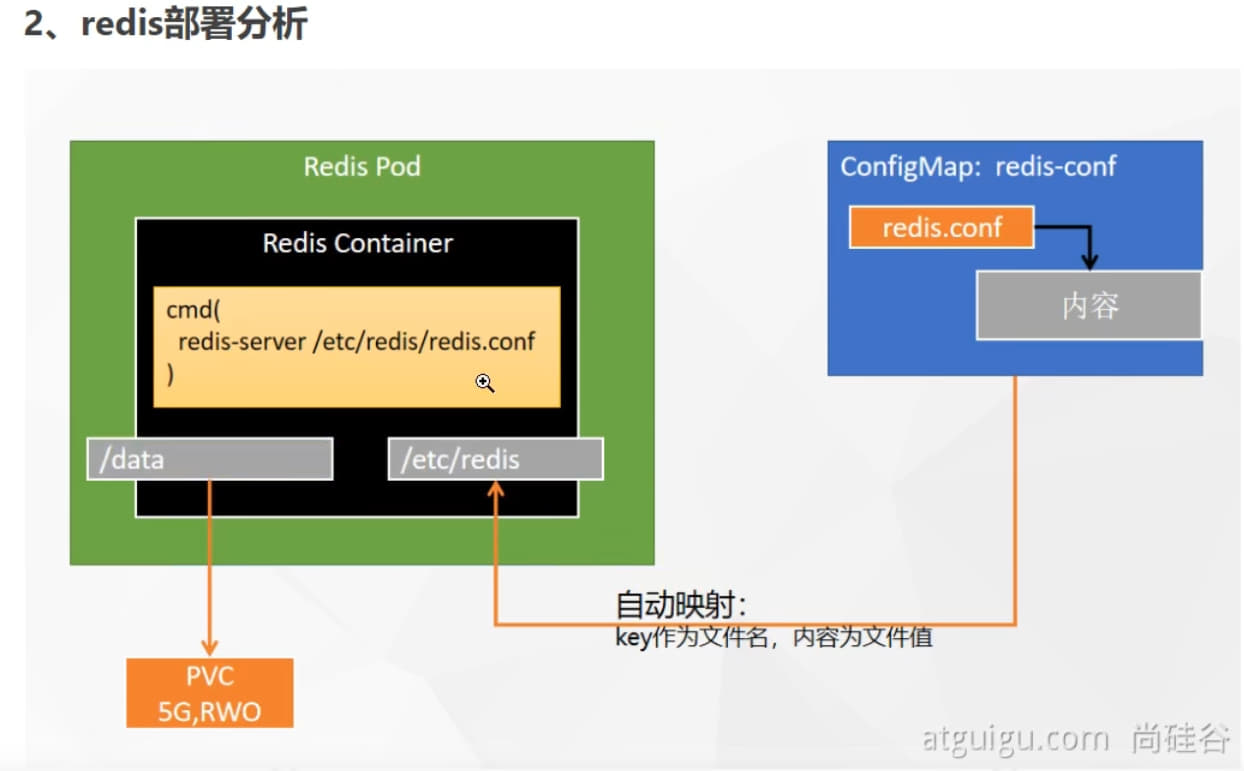 2、redis部署分析
Redis Pod
Redis Container
cmd(
redis-server /etc/redis/redis.conf
)
/data
/etc/redis
PVC
5G,RWO
ConfigMap: redis-conf
redis.conf
内容
自动映射：
key作为文件名，内容为文件值
atguigu.com 尚硅谷